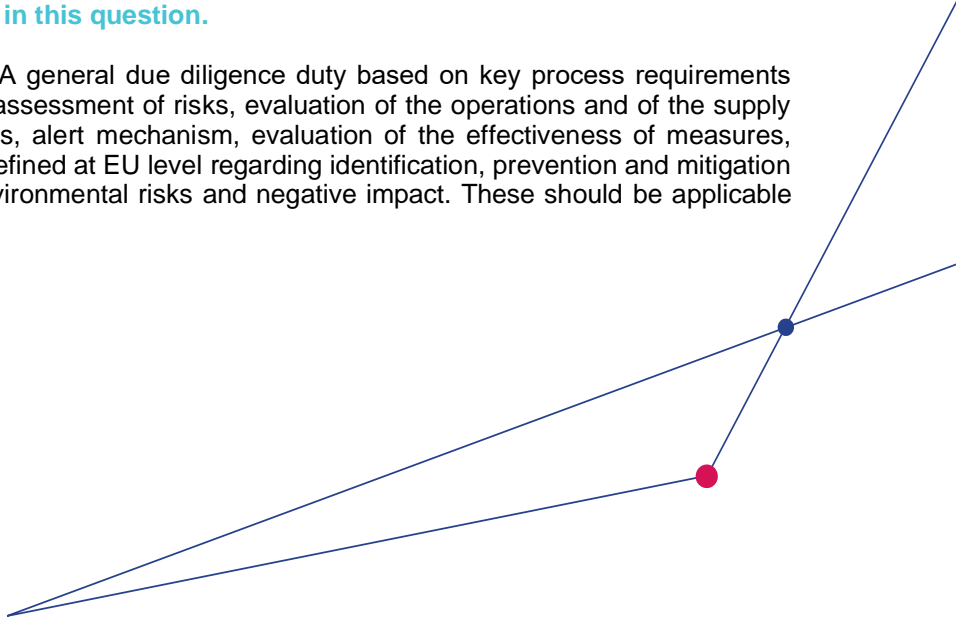 in this question.
A general due diligence duty based on key process requirements
assessment of risks, evaluation of the operations and of the supply
s, alert mechanism, evaluation of the effectiveness of measures,
efined at EU level regarding identification, prevention and mitigation
vironmental risks and negative impact. These should be applicable